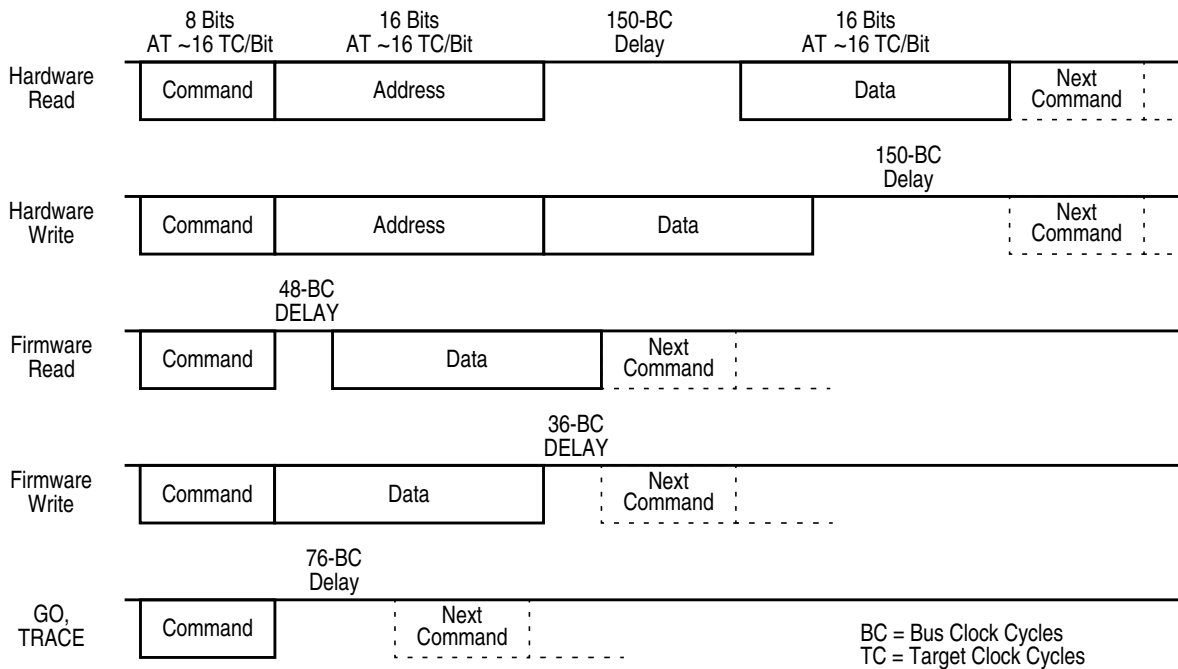 8 Bits
AT ~16 TC/Bit
16 Bits
AT ~16 TC/Bit
150-BC
Delay
16 Bits
AT ~16 TC/Bit
Hardware
Read
Command
Address
Data
Next
Command
150-BC
Delay
Hardware
Write
Command
Address
Data
Next
Command
48-BC
DELAY
Firmware
Read
Command
Data
Next
Command
36-BC
DELAY
Firmware
Write
Command
Data
Next
Command
76-BC
Delay
GO,
TRACE
Command
Next
Command
BC = Bus Clock Cycles
TC = Target Clock Cycles